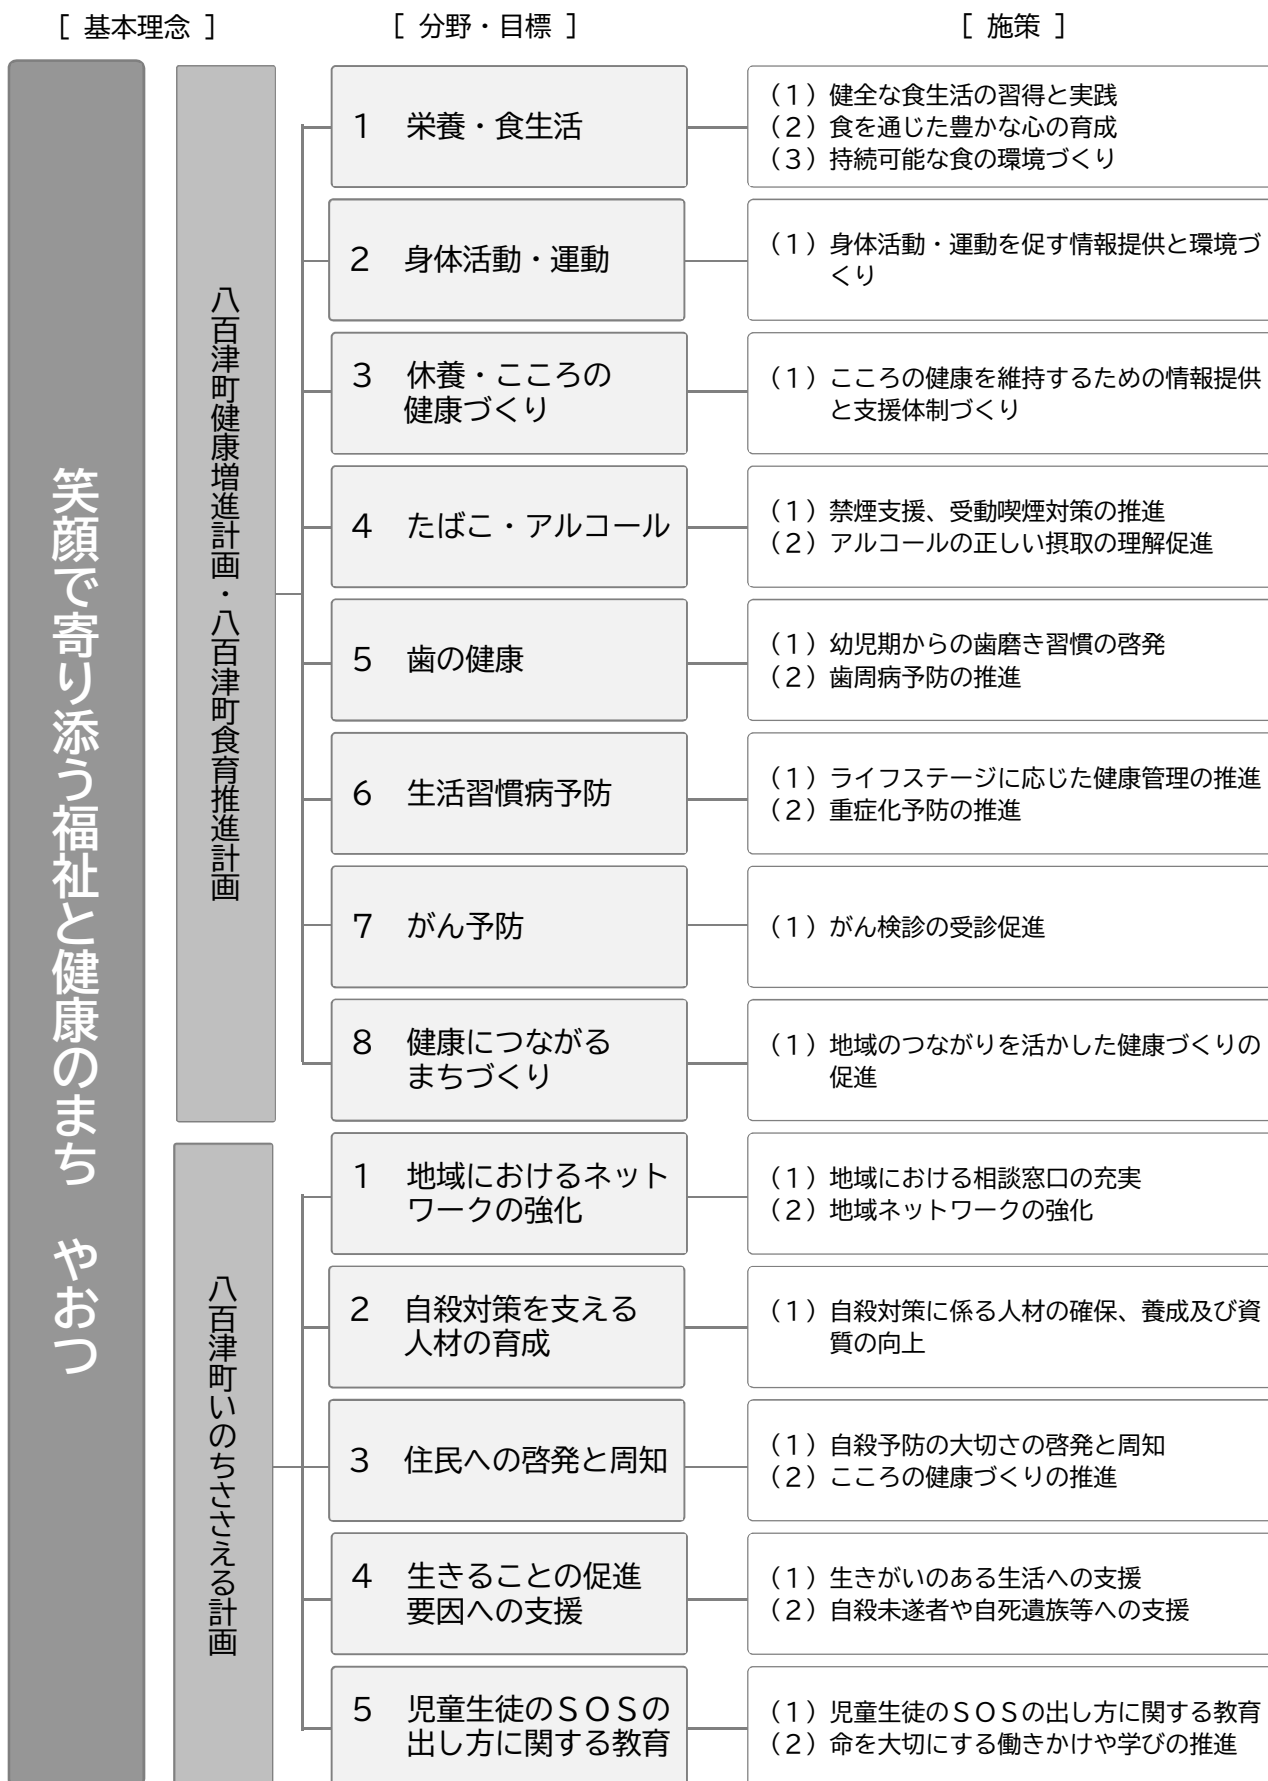 [ 基本理念 ]
[ 分野・目標 ]
[ 施策 ]
笑顔で寄り添う福祉と健康のまち　やおつ
八百津町健康増進計画・八百津町食育推進計画
1　栄養・食生活
（1）健全な食生活の習得と実践
（2）食を通じた豊かな心の育成
（3）持続可能な食の環境づくり
2　身体活動・運動
（1）身体活動・運動を促す情報提供と環境づ
くり
3　休養・こころの
健康づくり
（1）こころの健康を維持するための情報提供
と支援体制づくり
4　たばこ・アルコール
（1）禁煙支援、受動喫煙対策の推進
（2）アルコールの正しい摂取の理解促進
5　歯の健康
（1）幼児期からの歯磨き習慣の啓発
（2）歯周病予防の推進
6　生活習慣病予防
（1）ライフステージに応じた健康管理の推進
（2）重症化予防の推進
7　がん予防
（1）がん検診の受診促進
8　健康につながる
まちづくり
（1）地域のつながりを活かした健康づくりの
促進
八百津町いのちささえる計画
1　地域におけるネット
ワークの強化
（1）地域における相談窓口の充実
（2）地域ネットワークの強化
2　自殺対策を支える
人材の育成
（1）自殺対策に係る人材の確保、養成及び資
質の向上
3　住民への啓発と周知
（1）自殺予防の大切さの啓発と周知
（2）こころの健康づくりの推進
4　生きることの促進
要因への支援
（1）生きがいのある生活への支援
（2）自殺未遂者や自死遺族等への支援
5　児童生徒のＳＯＳの
出し方に関する教育
（1）児童生徒のＳＯＳの出し方に関する教育
（2）命を大切にする働きかけや学びの推進